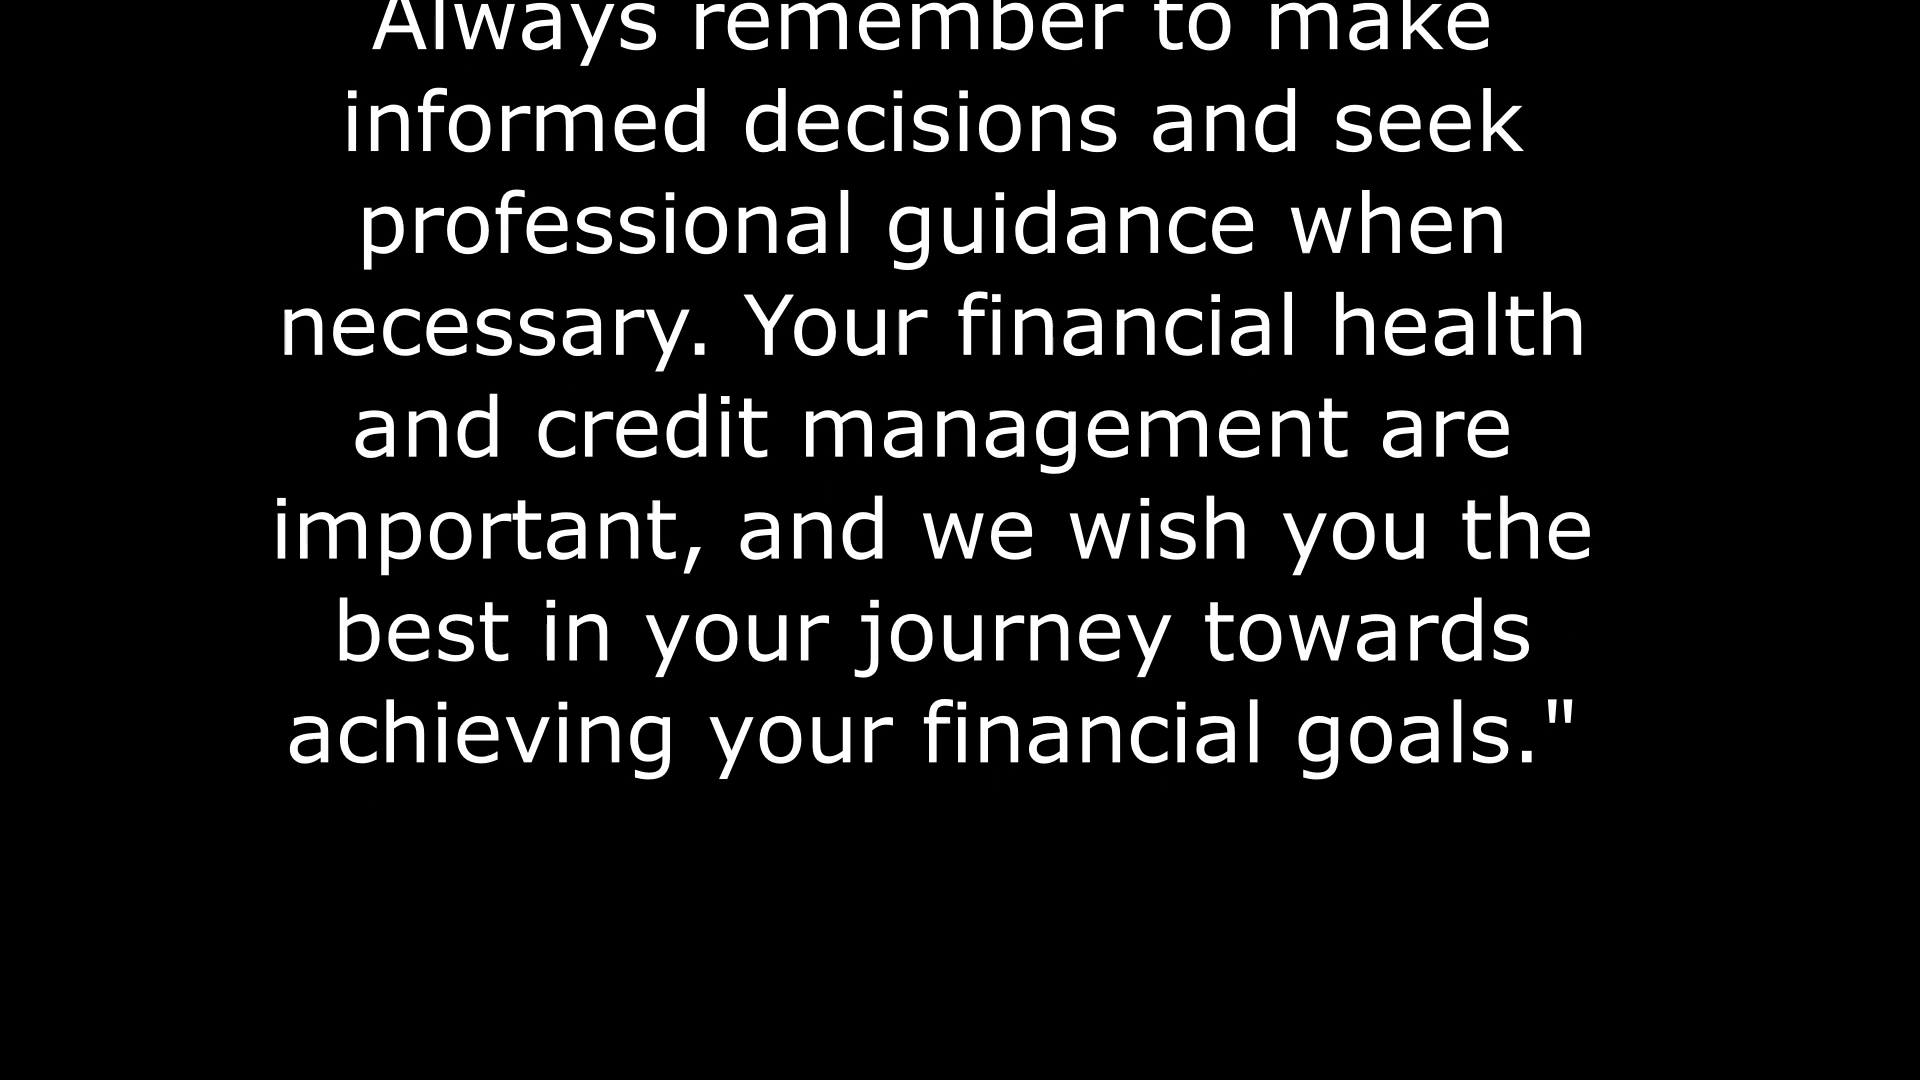 Always remember to make
informed decisions and seek
professional guidance when
necessary. Your financial health
and credit management are
important, and we wish you the
best in your journey towards
achieving your financial goals."